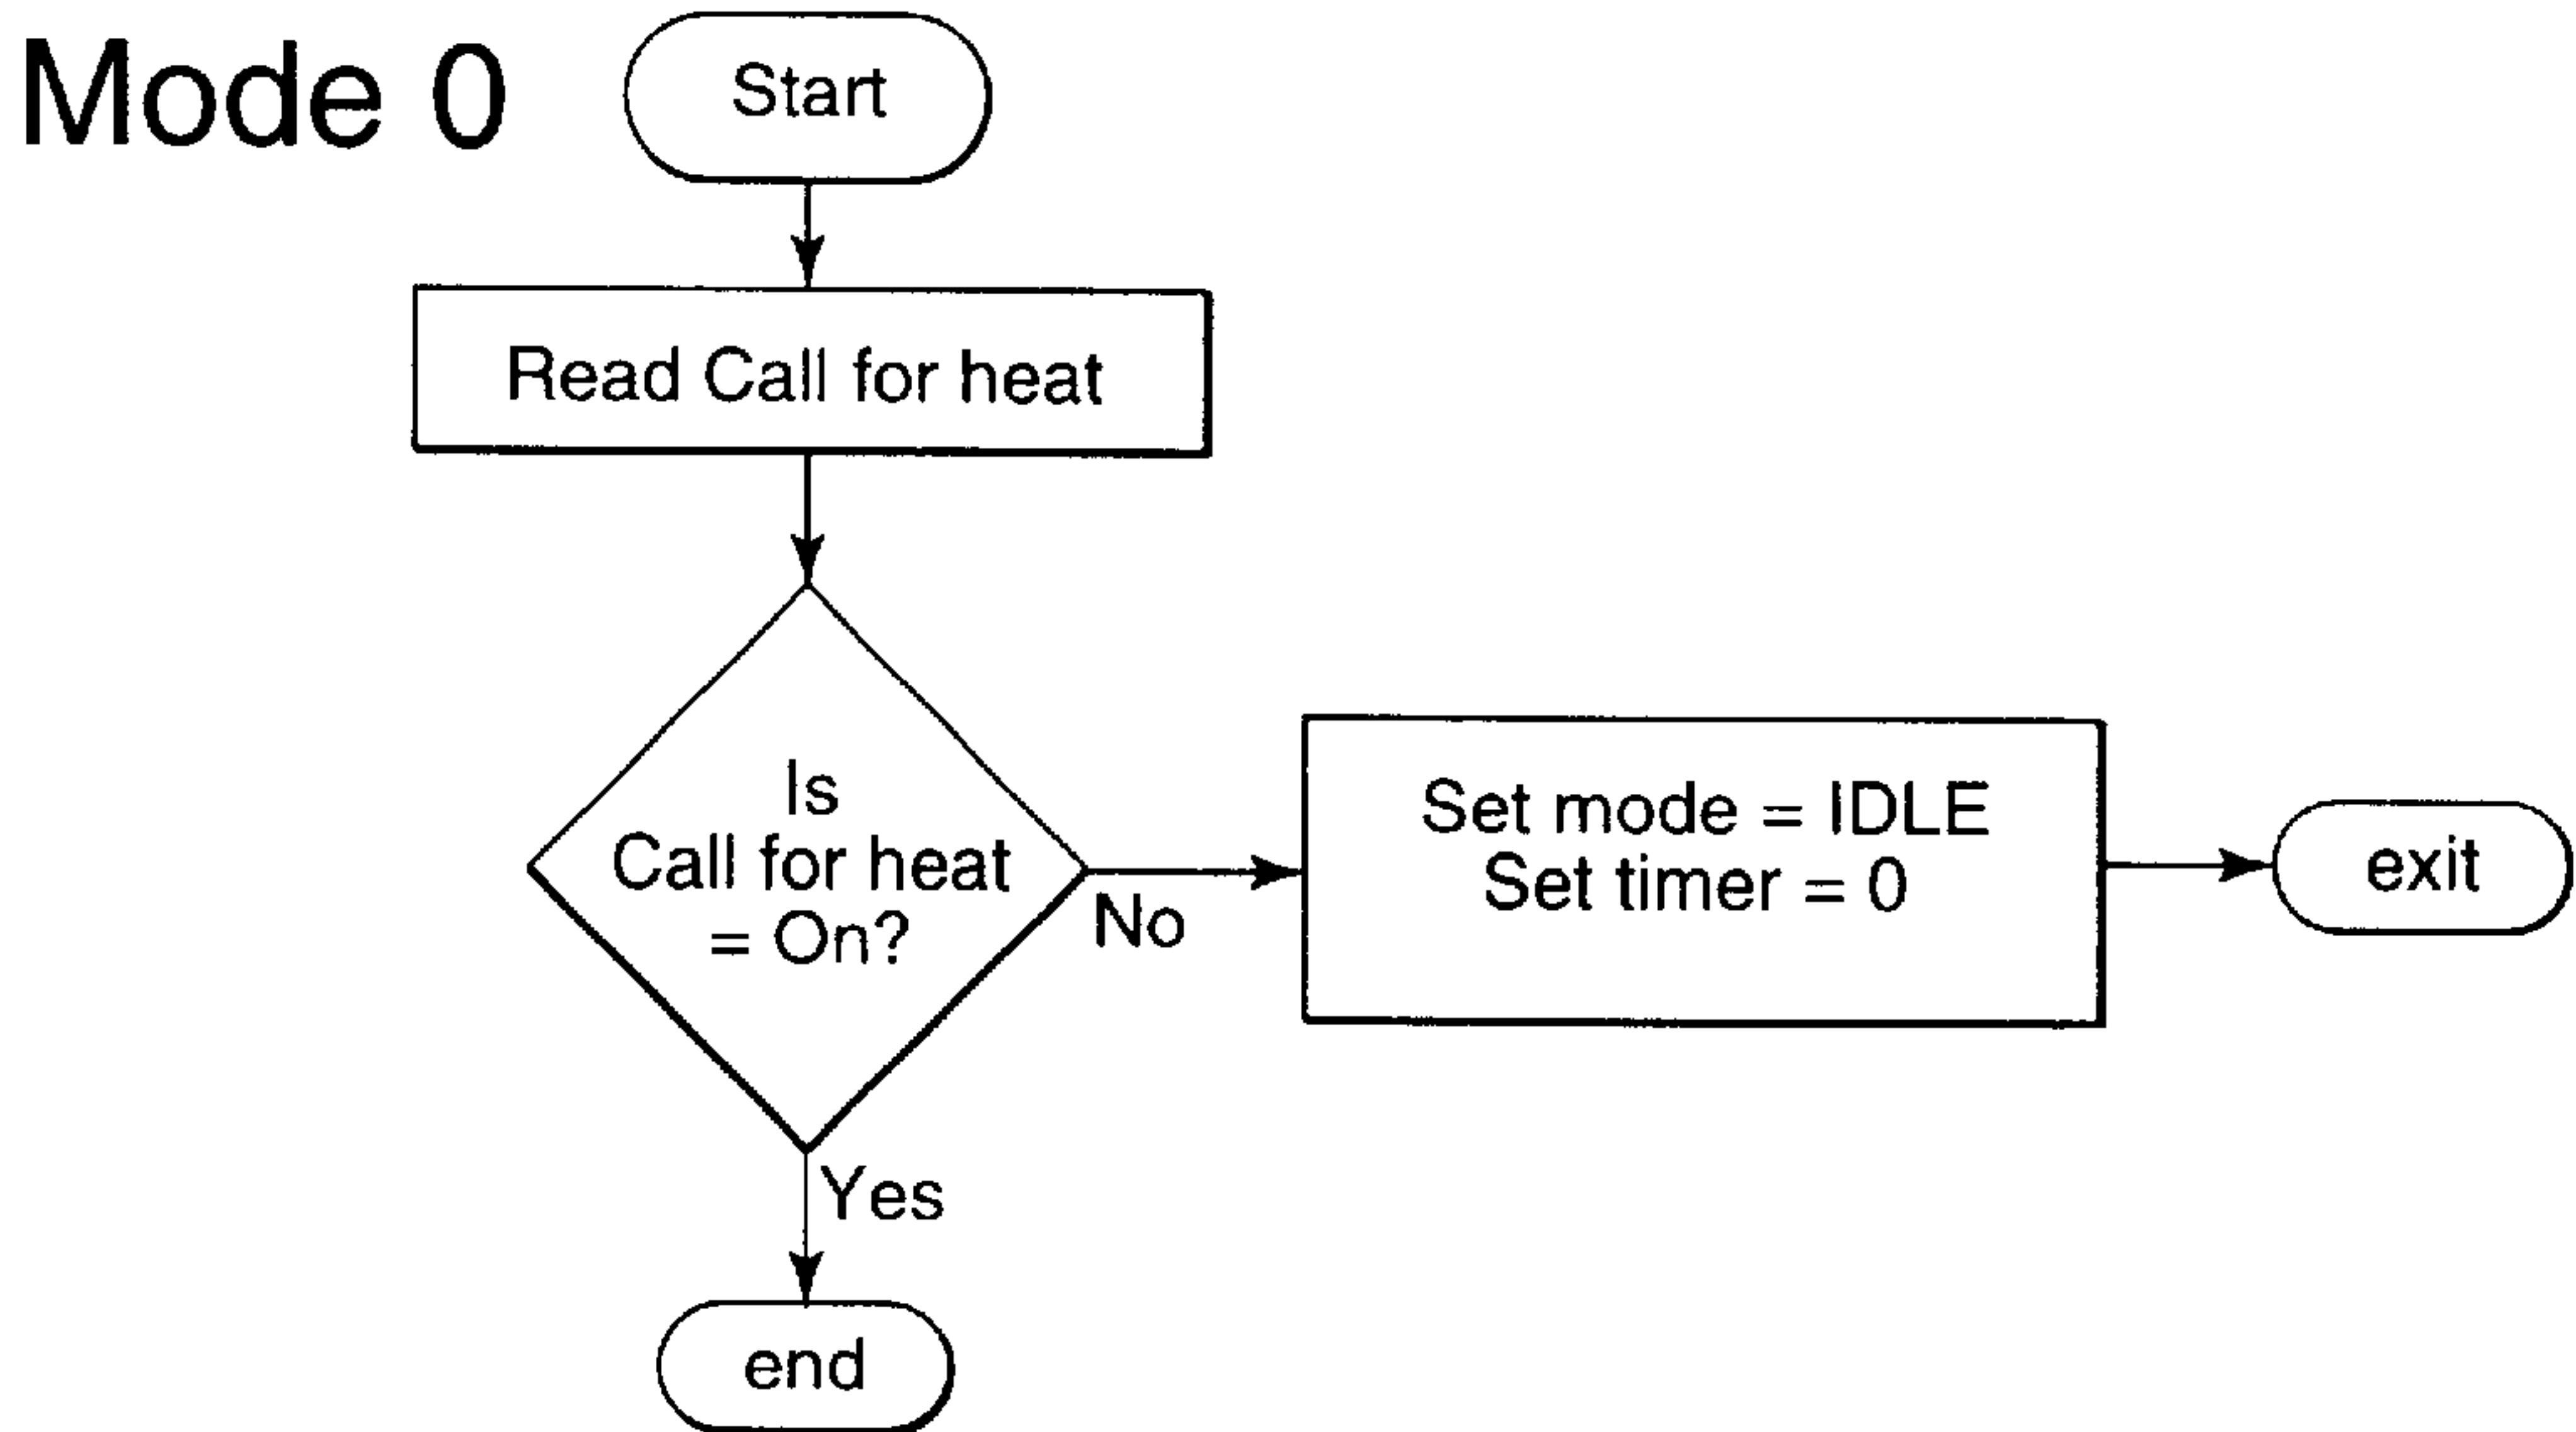 Mode 0
Start
Read Call for heat
Is
Call for heat
= On?
No
Set mode = IDLE
Set timer = 0
exit
Yes
end